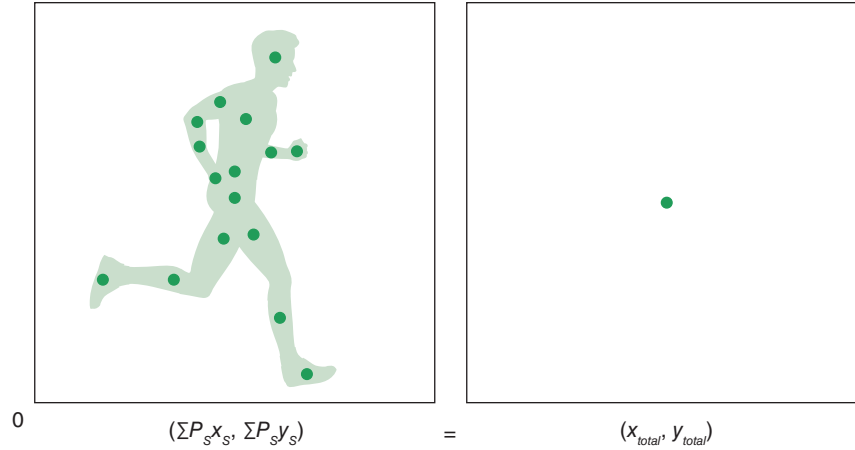 0
(ΣP_S x_S, ΣP_S y_S) = (x_total, y_total)